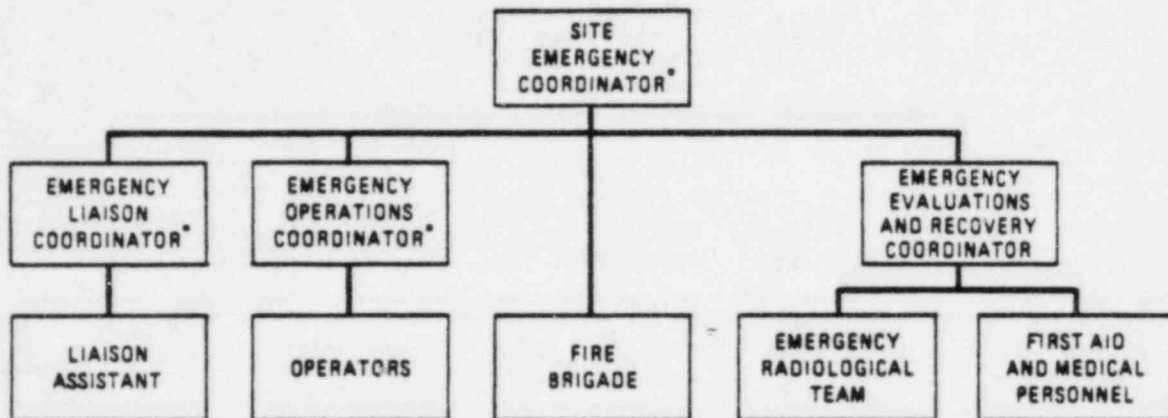 SITE
EMERGENCY
COORDINATOR*
EMERGENCY
LIAISON
COORDINATOR*
EMERGENCY
OPERATIONS
COORDINATOR*
EMERGENCY
EVALUATIONS
AND RECOVERY
COORDINATOR
LIAISON
ASSISTANT
OPERATORS
FIRE
BRIGADE
EMERGENCY
RADIOLOGICAL
TEAM
FIRST AID
AND MEDICAL
PERSONNEL